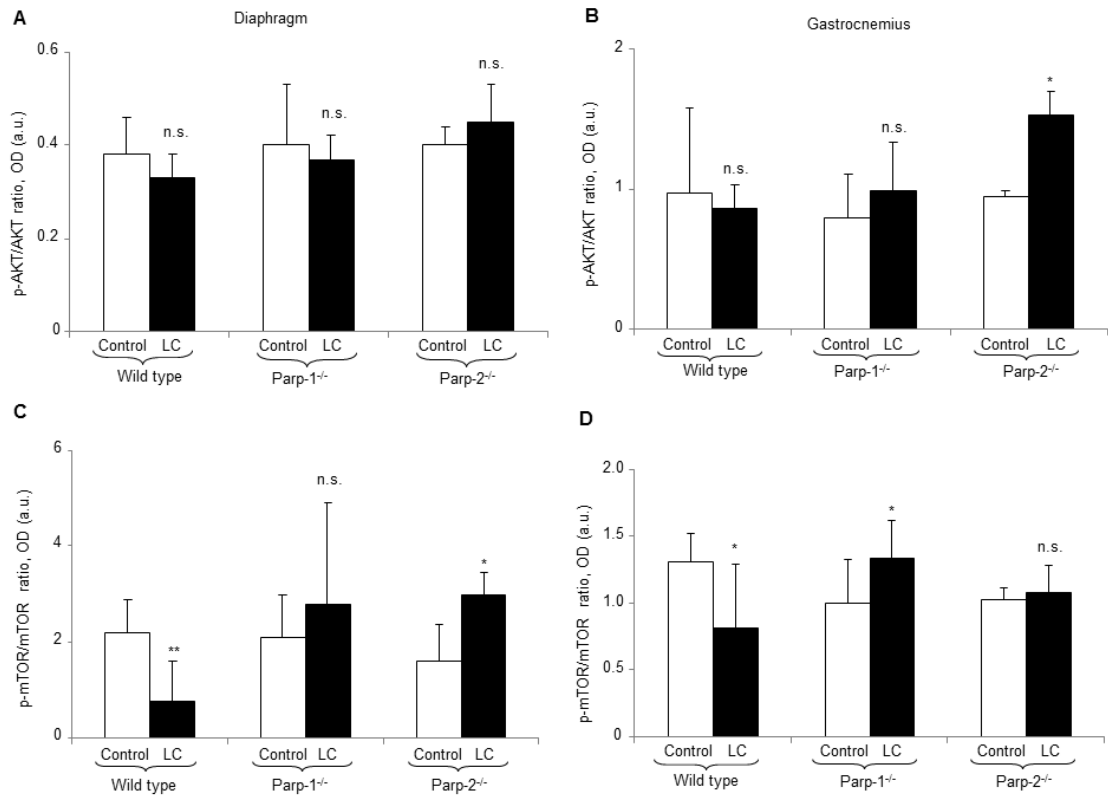 A
Diaphragm
p-AKT/AKT ratio, OD (a.u.)
0.6
0.4
0.2
0
n.s.
n.s.
n.s.
Control LC
Control LC
Control LC
Wild type
Parp-1-/-
Parp-2-/-
B
Gastrocnemius
p-AKT/AKT ratio, OD (a.u.)
2
1
0
n.s.
n.s.
*
Control LC
Control LC
Control LC
Wild type
Parp-1-/-
Parp-2-/-
C
p-mTOR/mTOR ratio, OD (a.u.)
6
4
2
0
**
n.s.
*
Control LC
Control LC
Control LC
Wild type
Parp-1-/-
Parp-2-/-
D
p-mTOR/mTOR ratio, OD (a.u.)
2.0
1.5
1.0
0.5
0.0
*
*
n.s.
Control LC
Control LC
Control LC
Wild type
Parp-1-/-
Parp-2-/-